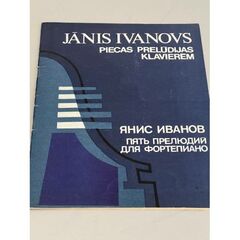 JĀNIS IVANOVS
PIECAS PRELŪDIJAS
KLAVIERĒM
ЯНИС ИВАНОВ
ПЯТЬ ПРЕЛЮДИЙ
ДЛЯ ФОРТЕПИАНО